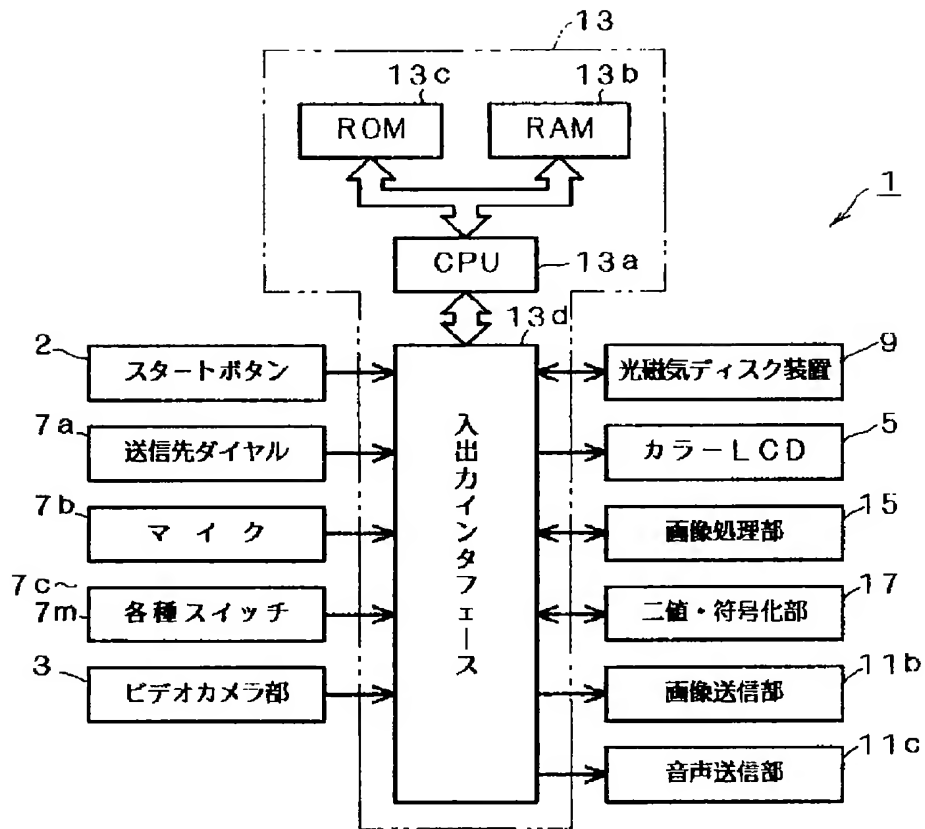 13
13c
13b
ROM
RAM
1
CPU
13a
13d
2
スタートボタン
9
光磁気ディスク装置
7a
送信先ダイヤル
5
カラーLCD
入出力インタフェース
7b
マイク
15
画像処理部
7c～
7m
各種スイッチ
17
二値・符号化部
3
ビデオカメラ部
11b
画像送信部
11c
音声送信部